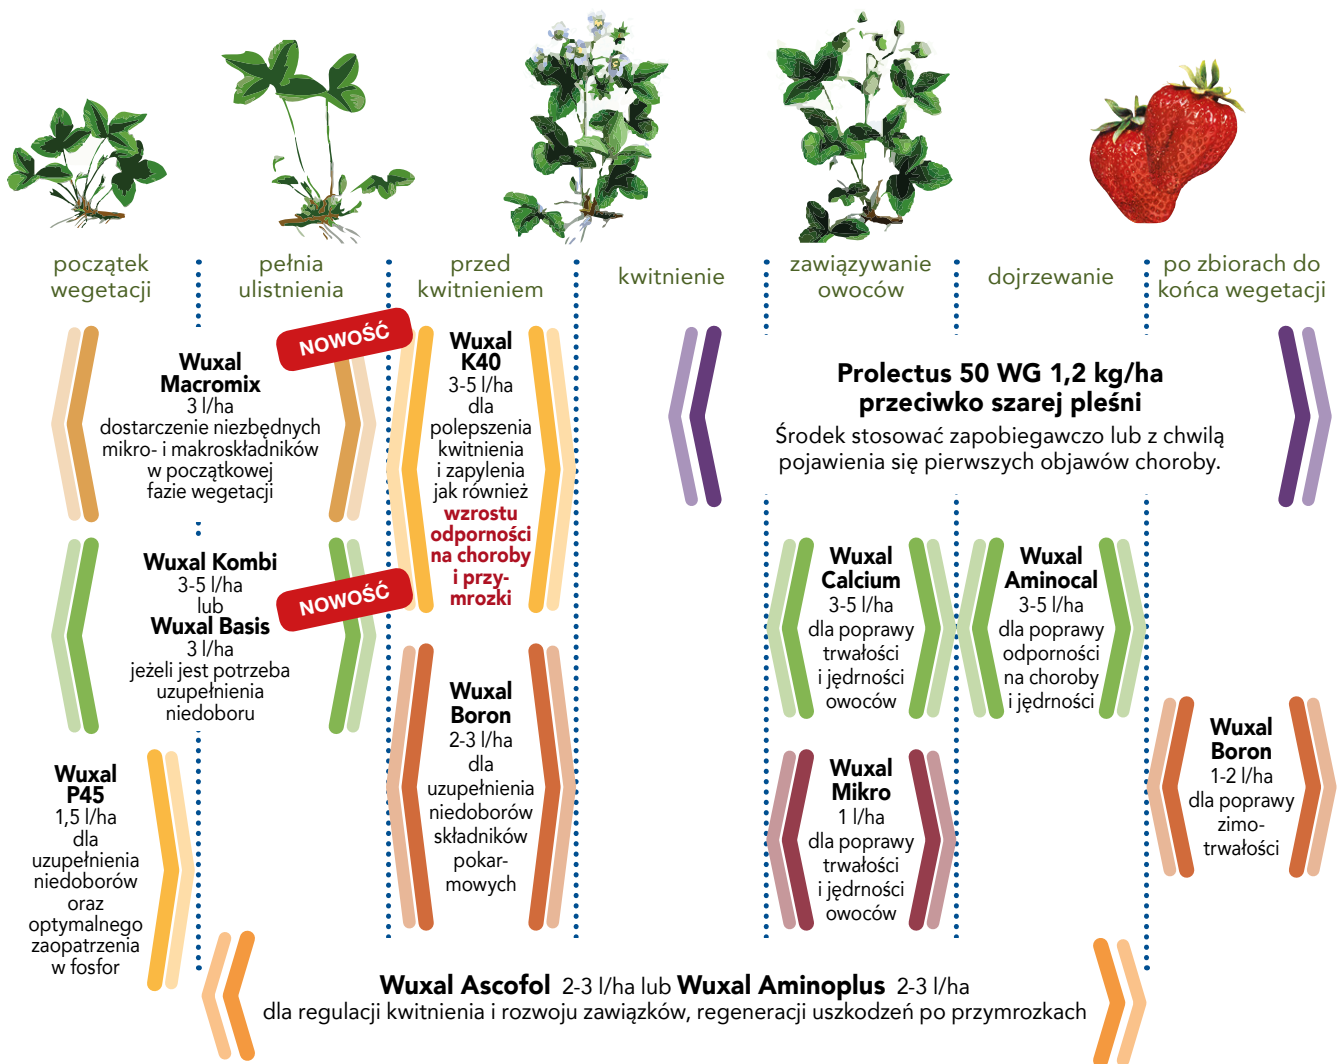 początek
wegetacji
pełnia
ulistnienia
przed
kwitnieniem
kwitnienie
zawiązywanie
owoców
dojrzewanie
po zbiorach do
końca wegetacji
NOWOŚĆ
Wuxal
Macromix
3 l/ha
dostarczenie niezbędnych
mikro- i makroskładników
w początkowej
fazie wegetacji
Wuxal
K40
3-5 l/ha
dla
polepszenia
kwitnienia
i zapylenia
jak również
wzrostu
odporności
na choroby
i przy-
mrozki
Prolectus 50 WG 1,2 kg/ha
przeciwko szarej pleśni
Środek stosować zapobiegawczo lub z chwilą
pojawienia się pierwszych objawów choroby.
Wuxal Kombi
3-5 l/ha
lub
Wuxal Basis
3 l/ha
jeżeli jest potrzeba
uzupełnienia
niedoboru
NOWOŚĆ
Wuxal
Calcium
3-5 l/ha
dla poprawy
trwałości
i jędrności
owoców
Wuxal
Aminocal
3-5 l/ha
dla poprawy
odporności
na choroby
i jędrności
Wuxal
Boron
2-3 l/ha
dla
uzupełnienia
niedoborów
składników
pokar-
mowych
Wuxal
Boron
1-2 l/ha
dla poprawy
zimo-
trwałości
Wuxal
P45
1,5 l/ha
dla
uzupełnienia
niedoborów
oraz
optymalnego
zaopatrzenia
w fosfor
Wuxal
Mikro
1 l/ha
dla poprawy
trwałości
i jędrności
owoców
Wuxal Ascofol 2-3 l/ha lub Wuxal Aminoplus 2-3 l/ha
dla regulacji kwitnienia i rozwoju zawiązków, regeneracji uszkodzeń po przymrozkach